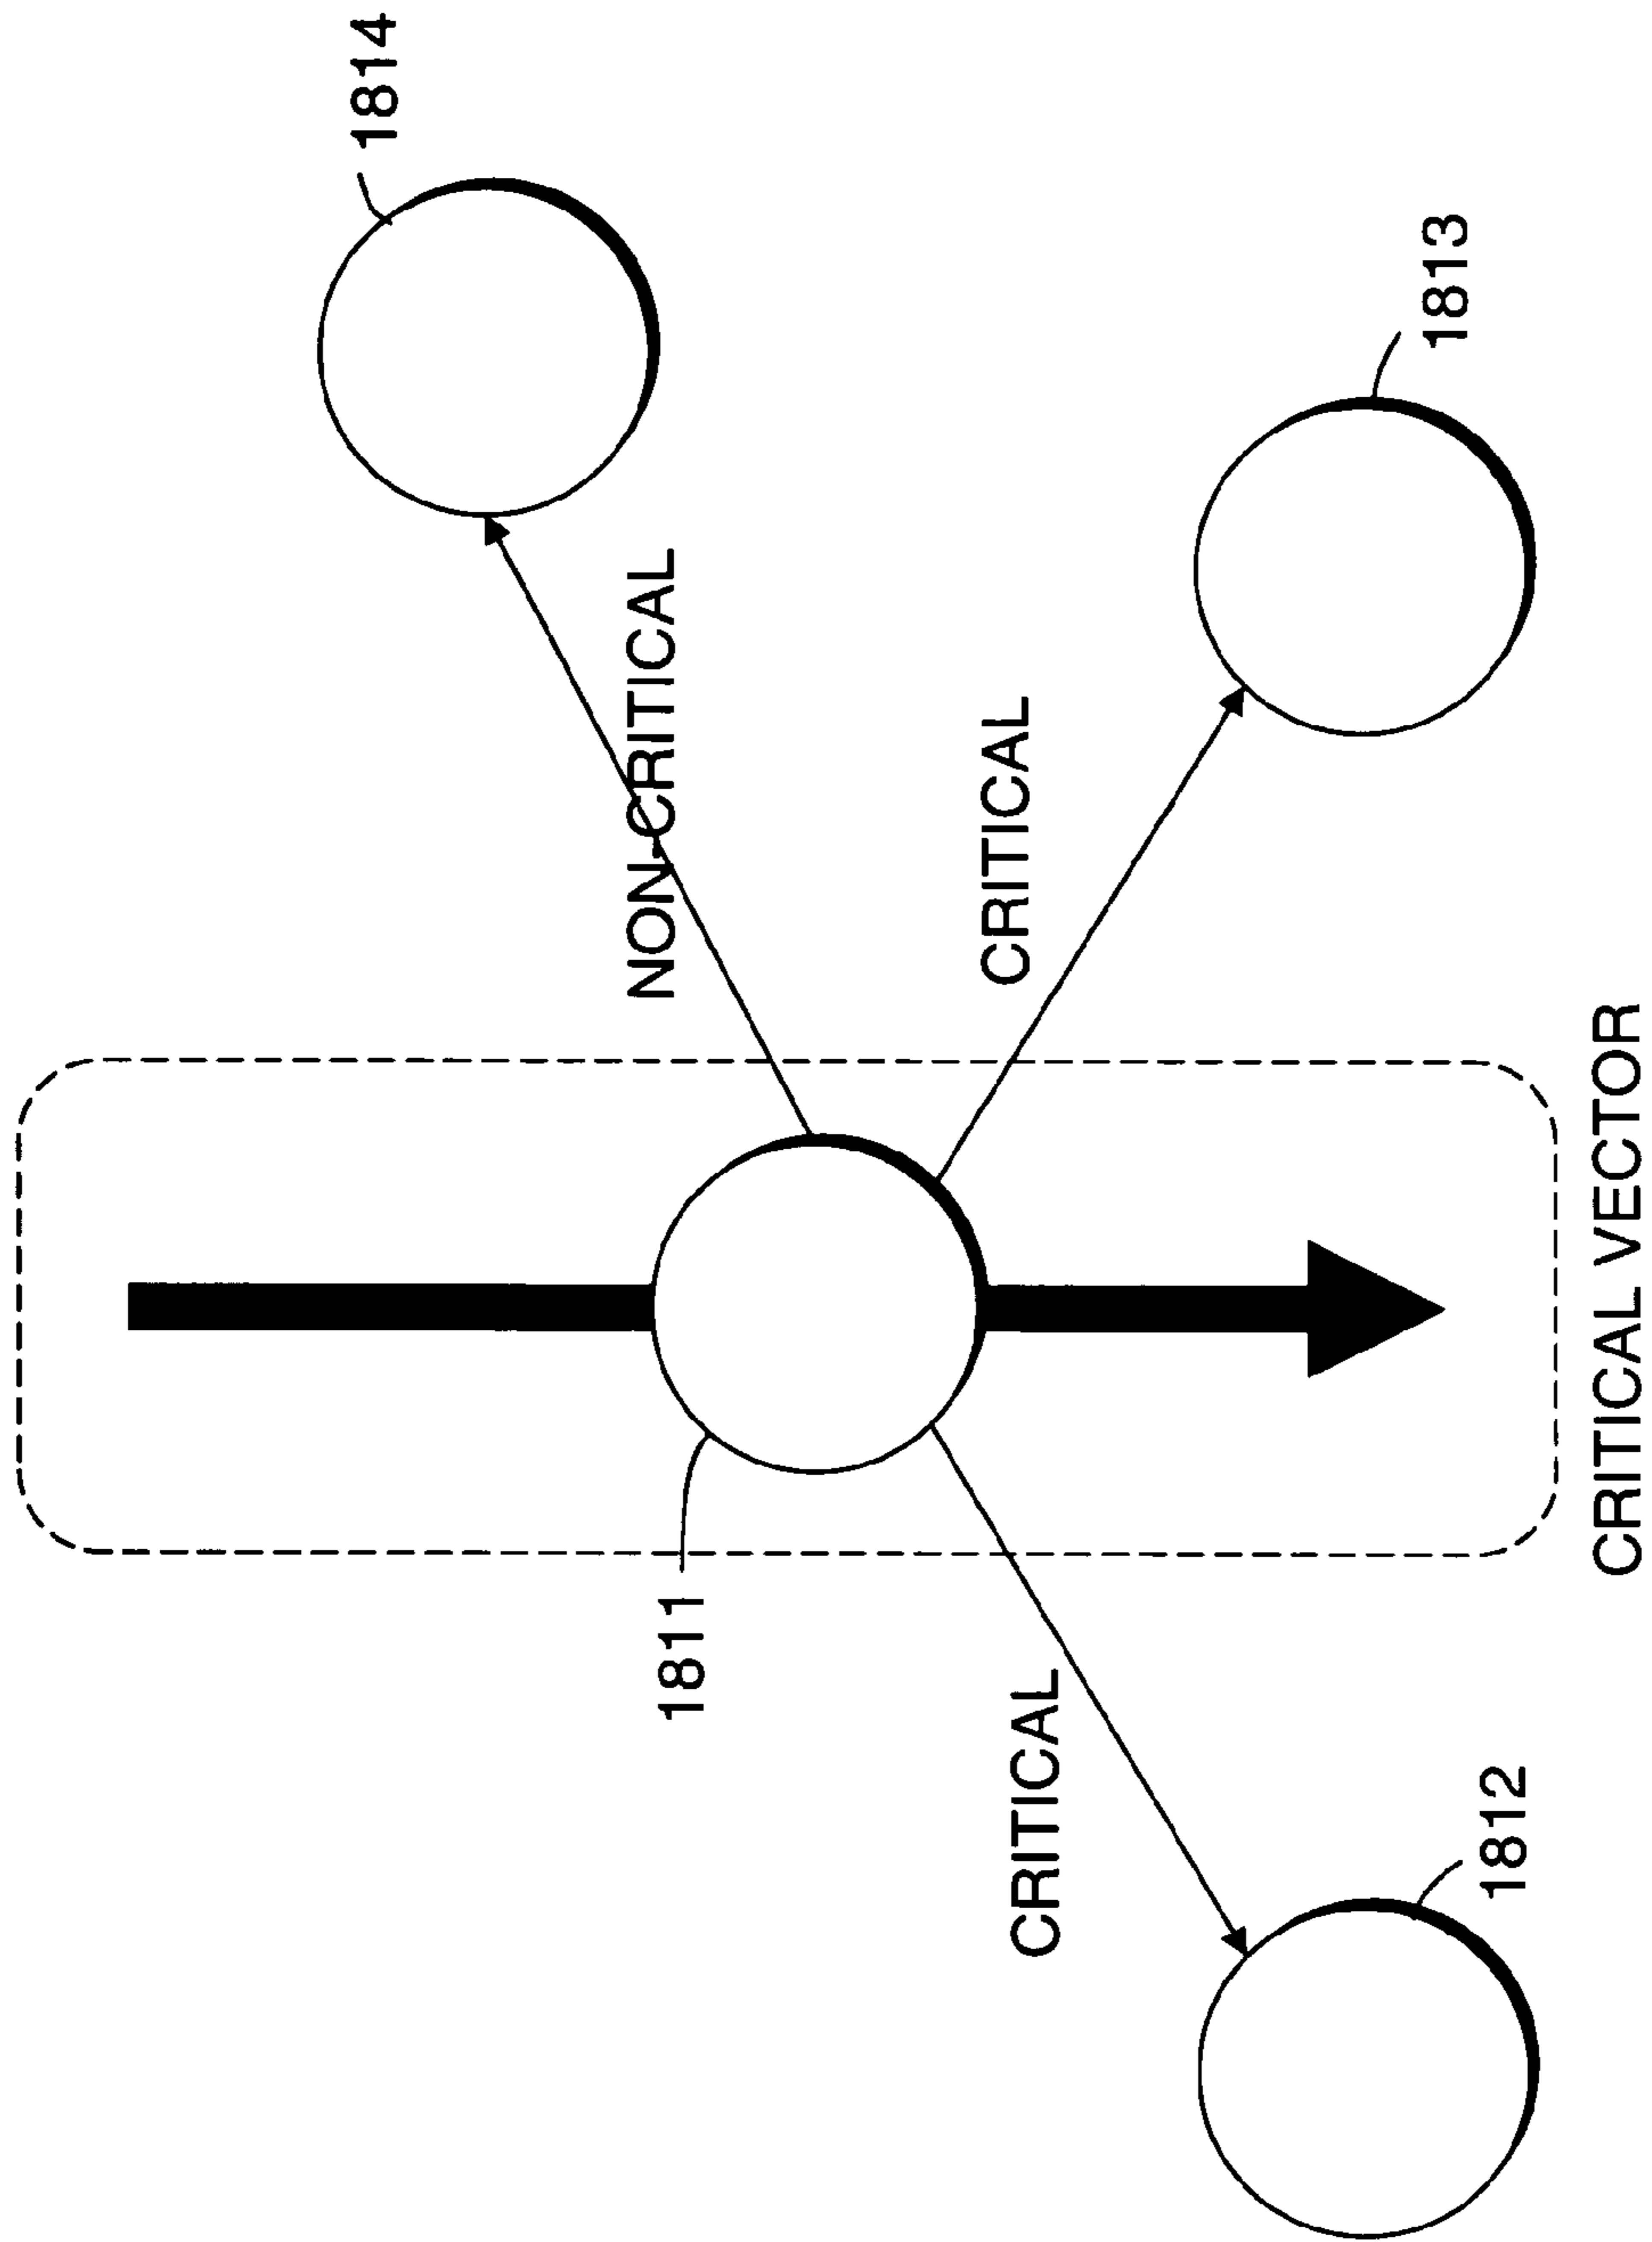 1814
1811
NON-CRITICAL
CRITICAL
CRITICAL
1812
1813
CRITICAL VECTOR